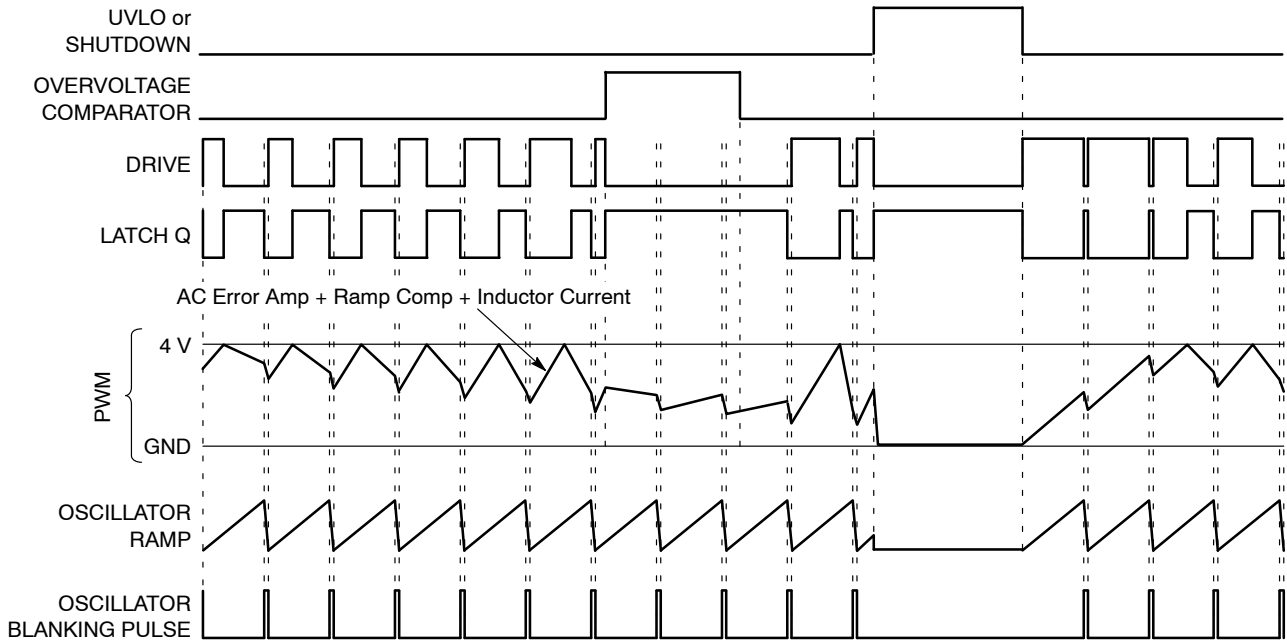 UVLO or
SHUTDOWN
OVERVOLTAGE
COMPARATOR
DRIVE
LATCH Q
AC Error Amp + Ramp Comp + Inductor Current
PWM
4 V
GND
OSCILLATOR
RAMP
OSCILLATOR
BLANKING PULSE